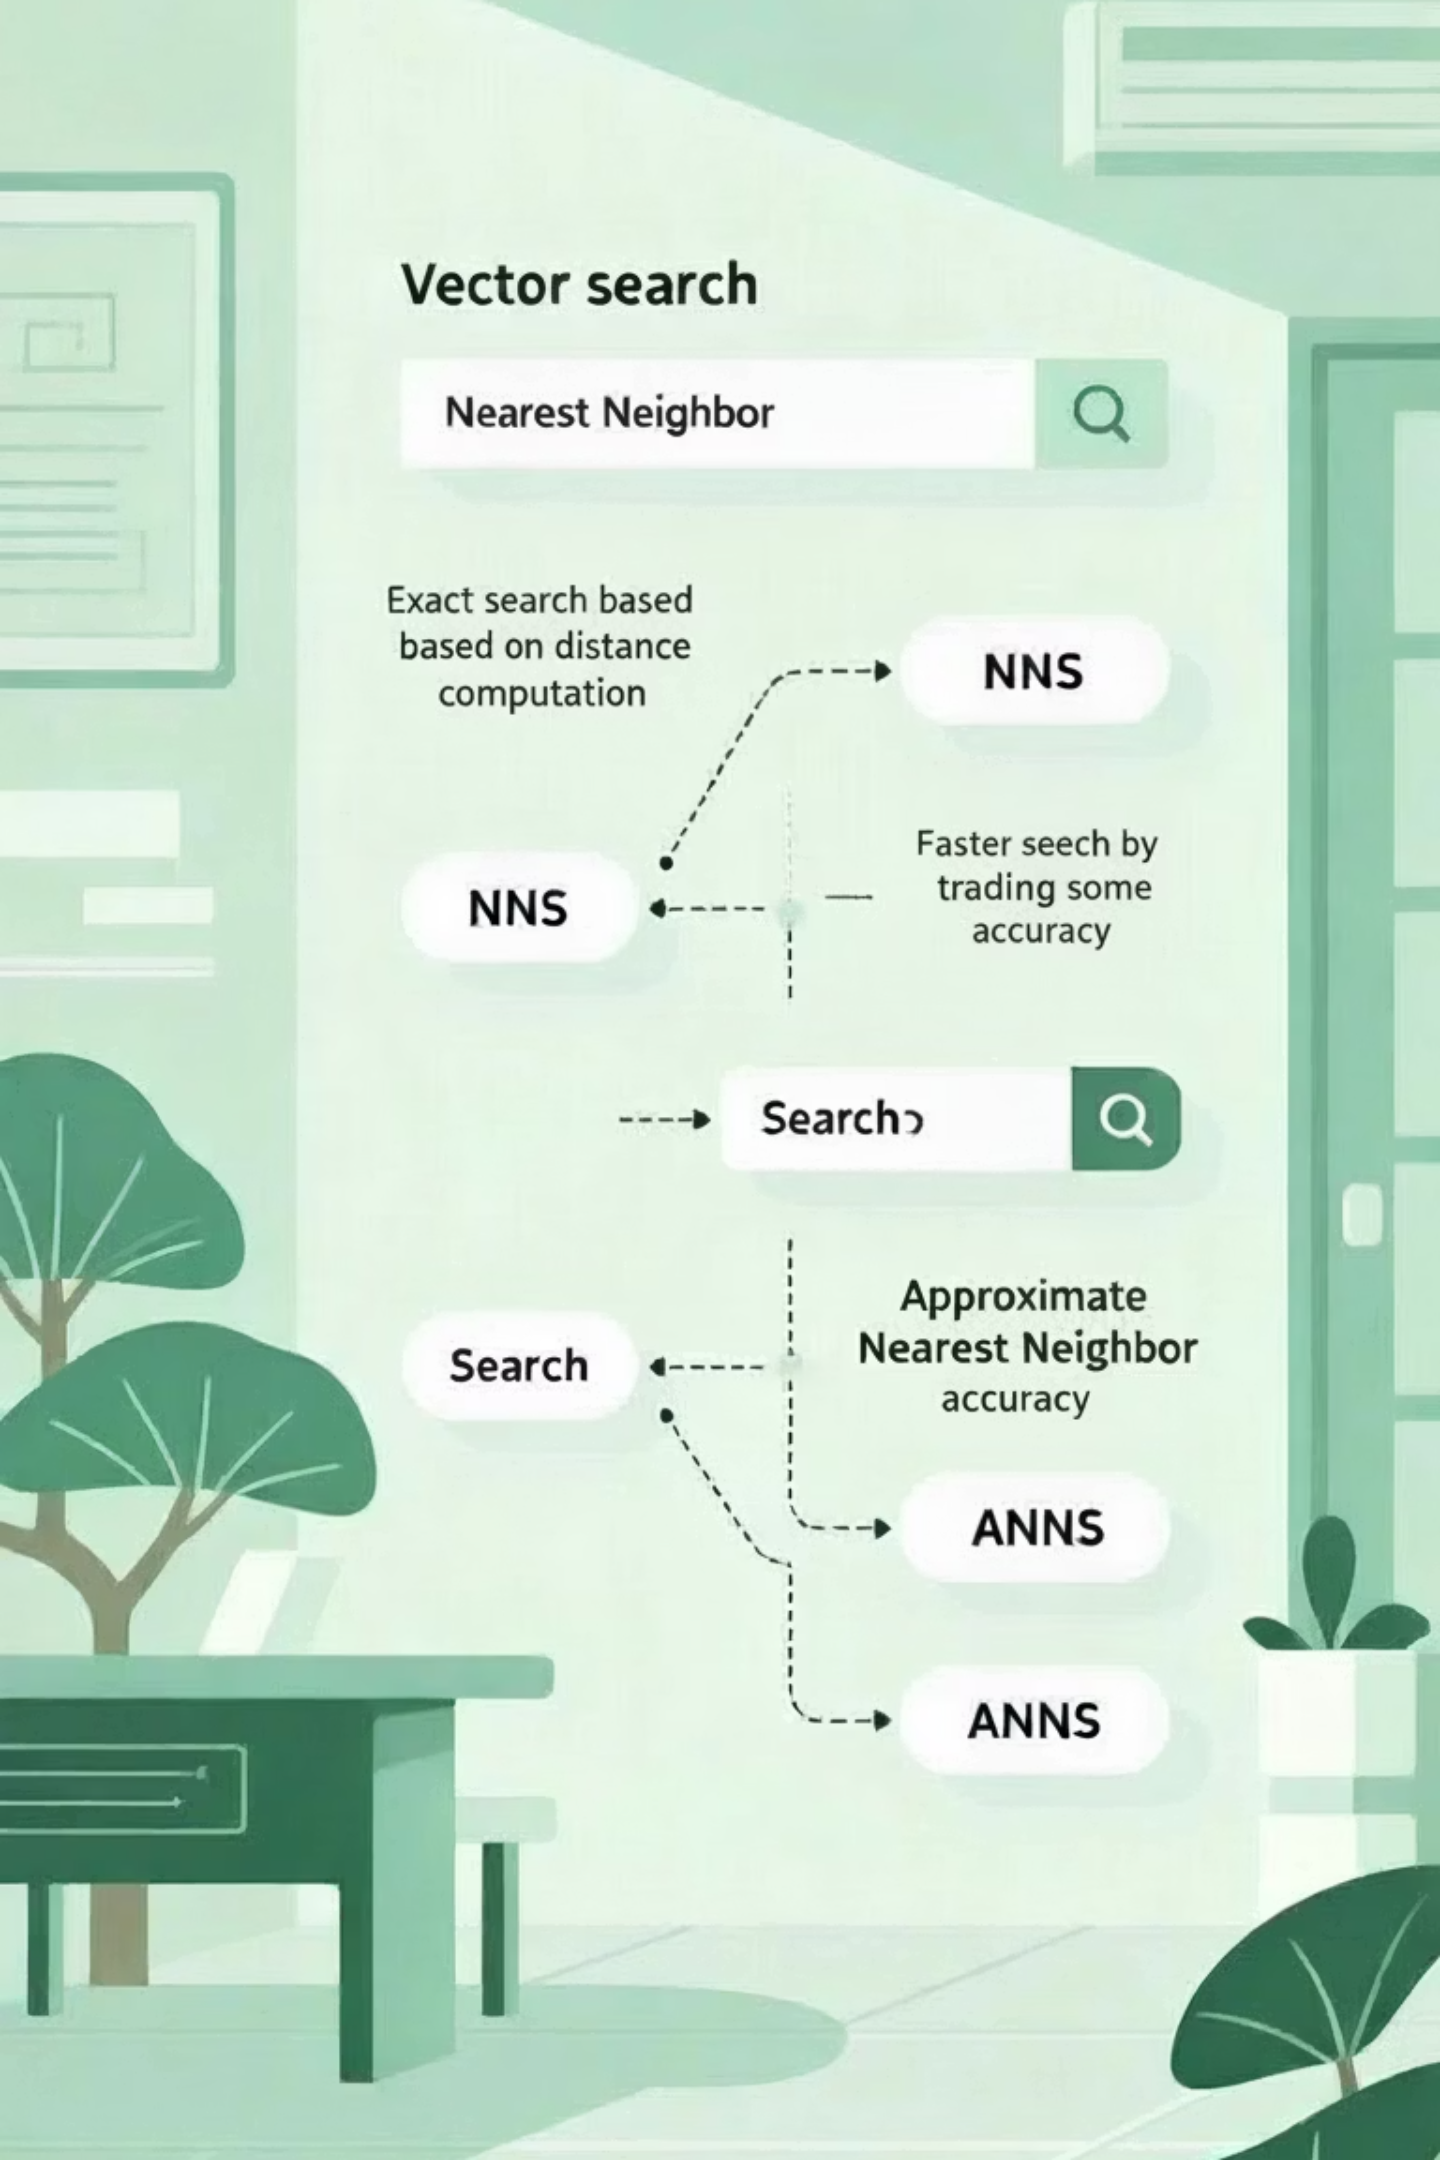 Vector search
Nearest Neighbor
Exact search based
based on distance
computation
NNS
NNS
Faster seech by
trading some
accuracy
Search
Approximate
Nearest Neighbor
accuracy
Search
ANNS
ANNS